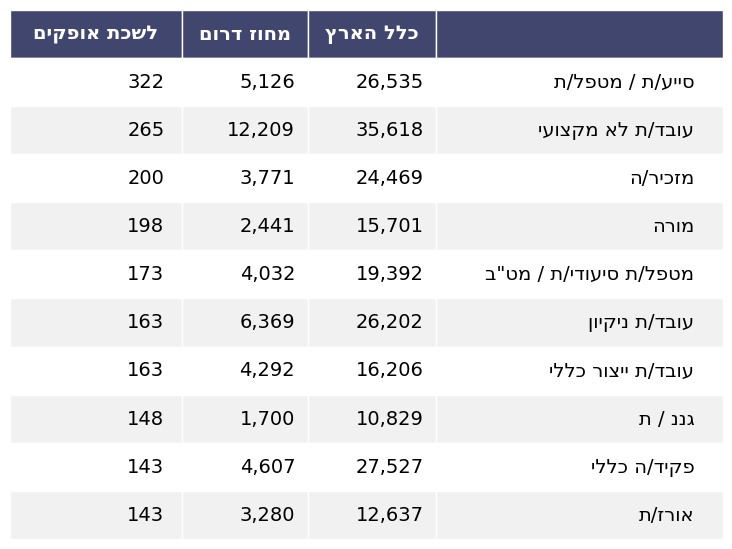 כלל הארץ מחוז דרום לשכת אופקים
סייע/ת / מטפל/ת 26,535 5,126 322
עובד/ת לא מקצועי 35,618 12,209 265
מזכיר/ה 24,469 3,771 200
מורה 15,701 2,441 198
מטפל/ת סיעודי/ת / מט"ב 19,392 4,032 173
עובד/ת ניקיון 26,202 6,369 163
עובד/ת ייצור כללי 16,206 4,292 163
גננ / ת 10,829 1,700 148
פקיד/ה כללי 27,527 4,607 143
אורז/ת 12,637 3,280 143